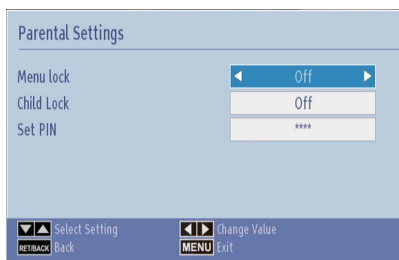 Parental Settings
Menu lock Off
Child Lock Off
Set PIN ****
Select Setting Change Value
RET/BACK Back MENU Exit